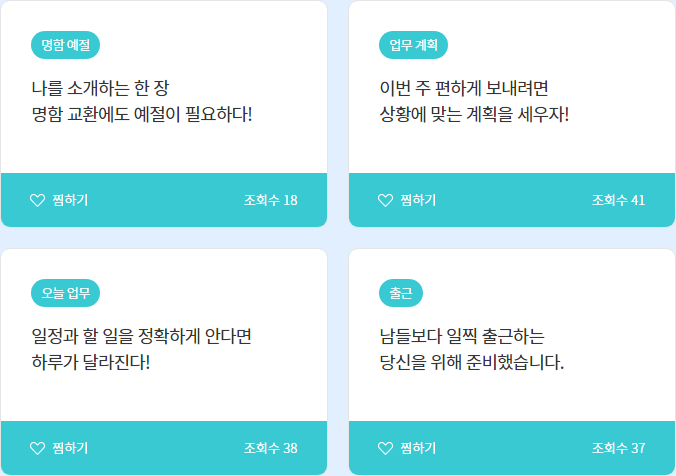 명함 예절
나를 소개하는 한 장
명함 교환에도 예절이 필요하다!
찜하기
조회수 18
업무 계획
이번 주 편하게 보내려면
상황에 맞는 계획을 세우자!
찜하기
조회수 41
오늘 업무
일정과 할 일을 정확하게 안다면
하루가 달라진다!
찜하기
조회수 38
출근
남들보다 일찍 출근하는
당신을 위해 준비했습니다.
찜하기
조회수 37